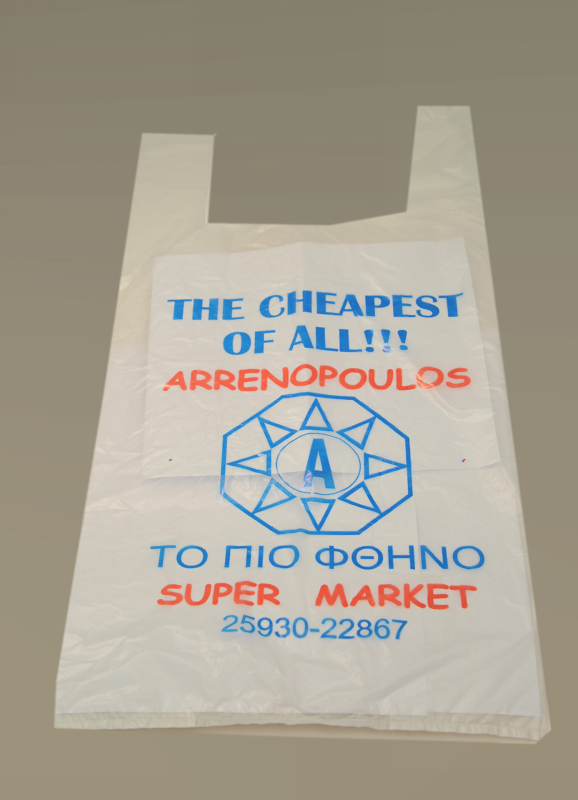 THE CHEAPEST
OF ALL!!!
ARRENOPOULOS
A
ΤΟ ΠΙΟ ΦΘΗΝΟ
SUPER MARKET
25930-22867